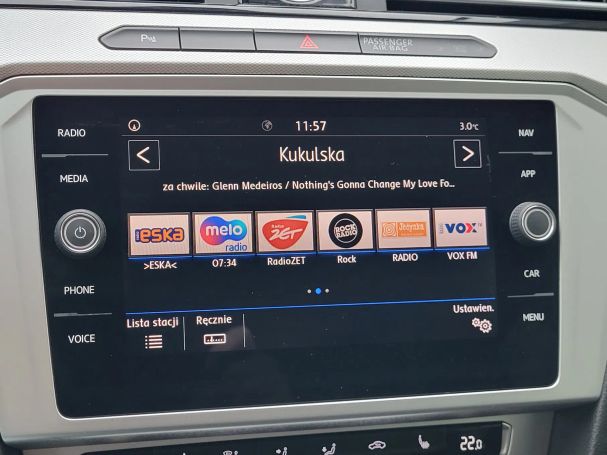 PASSENGER
AIR BAG
RADIO
MEDIA
PHONE
VOICE
11:57
3.0°C
<
Kukulska
>
za chwile: Glenn Medeiros / Nothing's Gonna Change My Love Fo...
ESKA
melo
radio
Radio
ZET
ROCK
RADIO
Jedynka
VOX
>ESKA<
07:34
RadioZET
Rock
RADIO
VOX FM
Lista stacji
Ręcznie
Ustawien.
NAV
APP
CAR
MENU
22.0